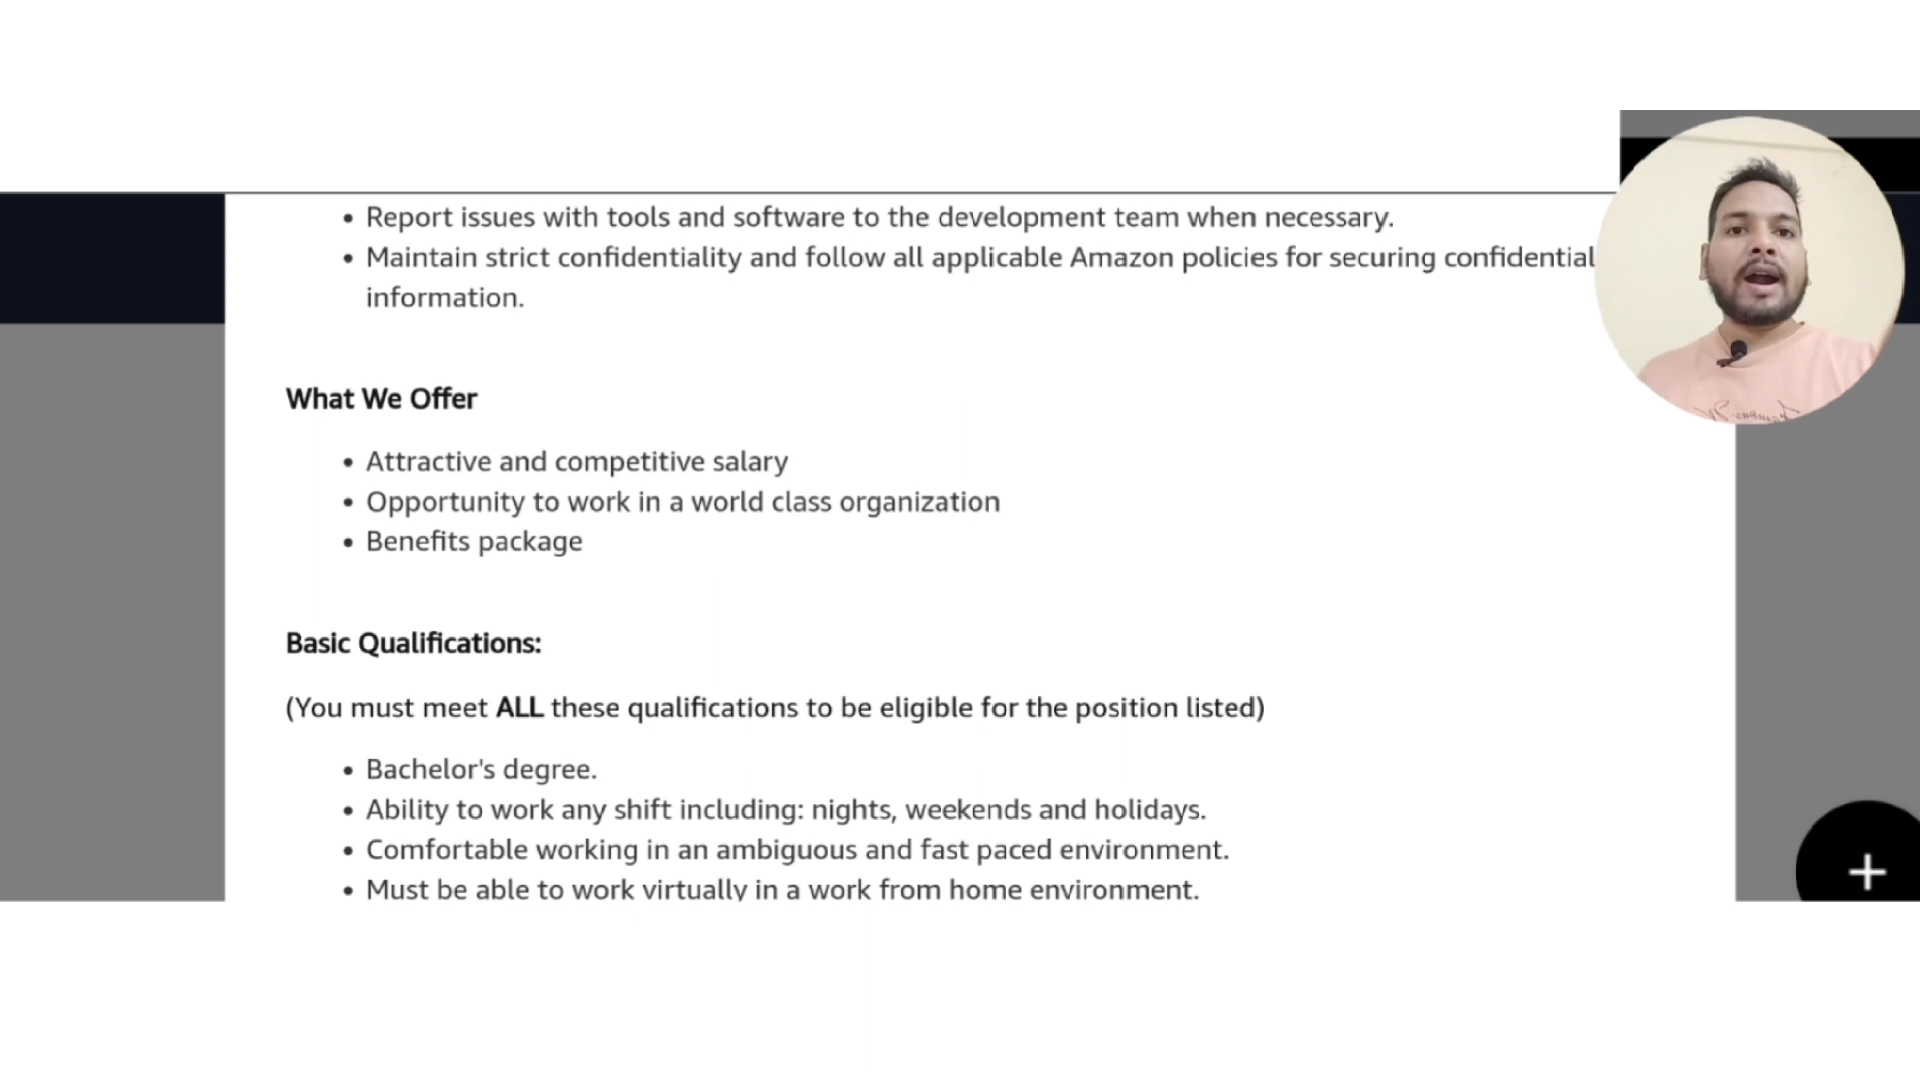 • Report issues with tools and software to the development team when necessary.
• Maintain strict confidentiality and follow all applicable Amazon policies for securing confidential
information.
What We Offer
• Attractive and competitive salary
• Opportunity to work in a world class organization
• Benefits package
Basic Qualifications:
(You must meet ALL these qualifications to be eligible for the position listed)
• Bachelor's degree.
• Ability to work any shift including: nights, weekends and holidays.
• Comfortable working in an ambiguous and fast paced environment.
• Must be able to work virtually in a work from home environment.